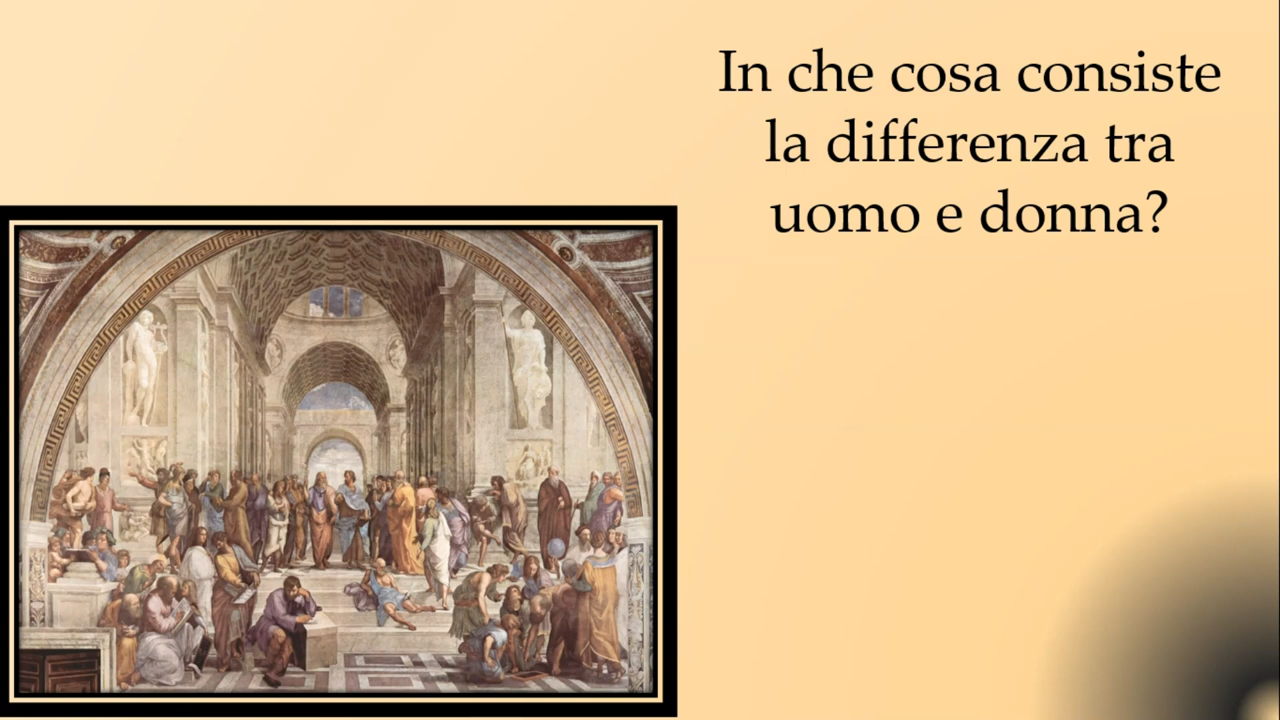 In che cosa consiste
la differenza tra
uomo e donna?